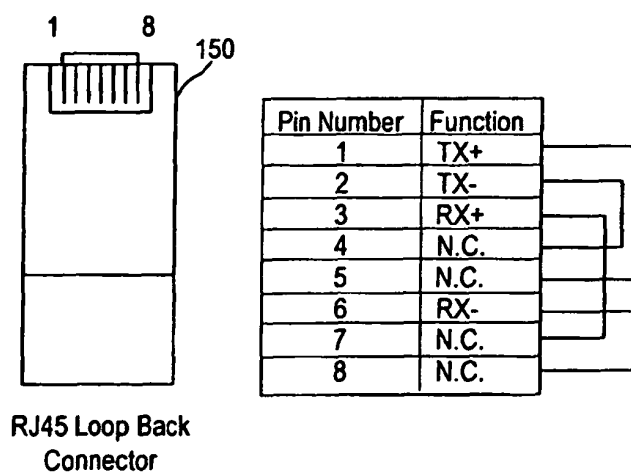 1 8
150
RJ45 Loop Back
Connector
Pin Number Function
1 TX+
2 TX-
3 RX+
4 N.C.
5 N.C.
6 RX-
7 N.C.
8 N.C.